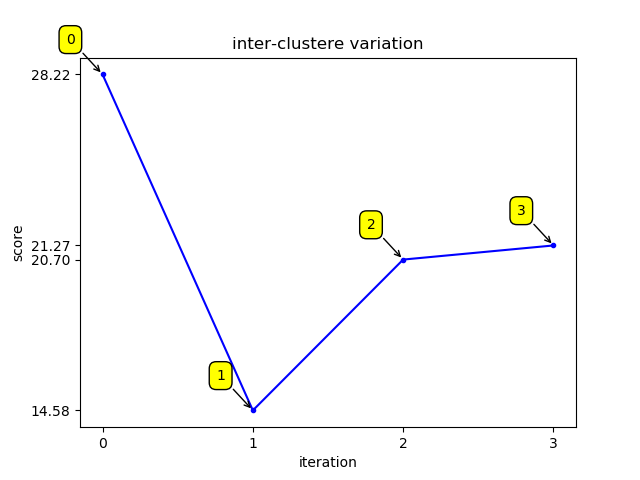 inter-clustere variation
0
28.22
3
2
21.27
20.70
score
1
14.58
0 1 2 3
iteration